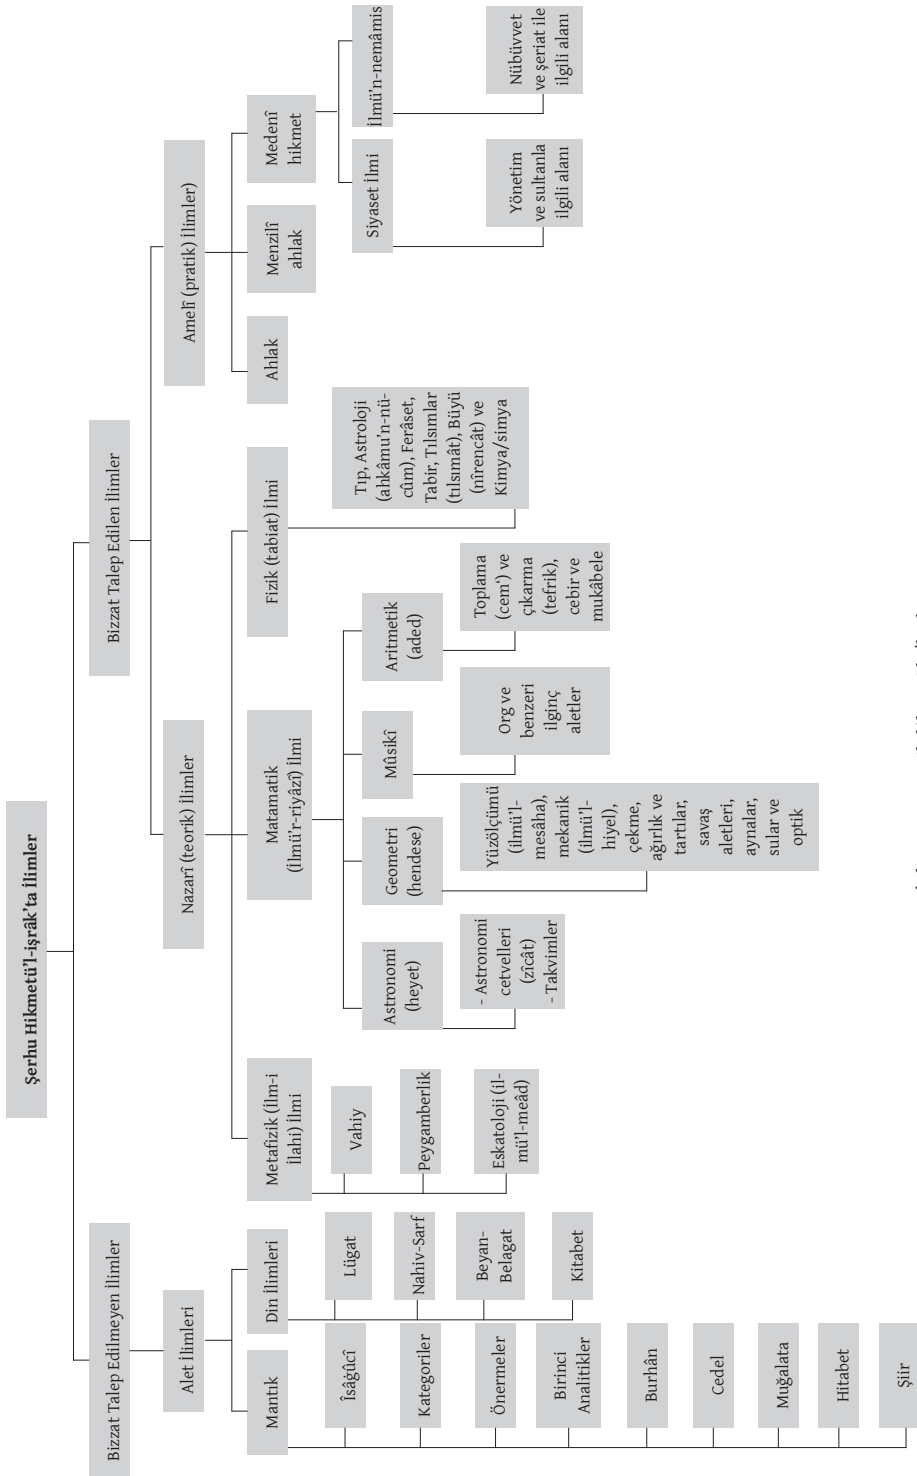 Şerhu Hikmetü'l-işrâk'ta İlimler
Bizzat Talep Edilmeyen İlimler
Alet İlimleri
Mantık
Îsâğûcî
Kategoriler
Önermeler
Birinci
Analitikler
Burhân
Cedel
Muğalata
Hitabet
Şiir
Din İlimleri
Lügat
Nahiv-Sarf
Beyan-
Belagat
Kitabet
Bizzat Talep Edilen İlimler
Nazarî (teorik) İlimler
Metafizik (İlm-i
İlahi) İlmi
Vahiy
Peygamberlik
Eskatoloji (il-
mü'l-meâd)
Matamatik
(İlmü'r-riyâzî) İlmi
Astronomi
(heyet)
- Astronomi
cetvelleri
(zîcât)
- Takvimler
Geometri
(hendese)
Yüzölçümü
(ilmü'l-
mesâha),
mekanik
(ilmü'l-
hiyel),
çekme,
ağırlık ve
tartılar,
savaş
aletleri,
aynalar,
sular ve
optik
Mûsikî
Org ve
benzeri
ilginç
aletler
Aritmetik
(aded)
Toplama
(cem‘) ve
çıkarma
(tefrik),
cebir ve
mukâbele
Fizik (tabiat) İlmi
Tıp, Astroloji
(ahkâmu'n-nü-
cûm), Ferâset,
Tabir, Tılsımlar
(tılsımât), Büyü
(nîrencât) ve
Kimya/simya
Amelî (pratik) İlimler
Ahlak
Menzilî
ahlak
Medenî
hikmet
Siyaset İlmi
Yönetim
ve sultanla
ilgili alanı
İlmü'n-nemâmis
Nübüvvet
ve şeriat ile
ilgili alanı